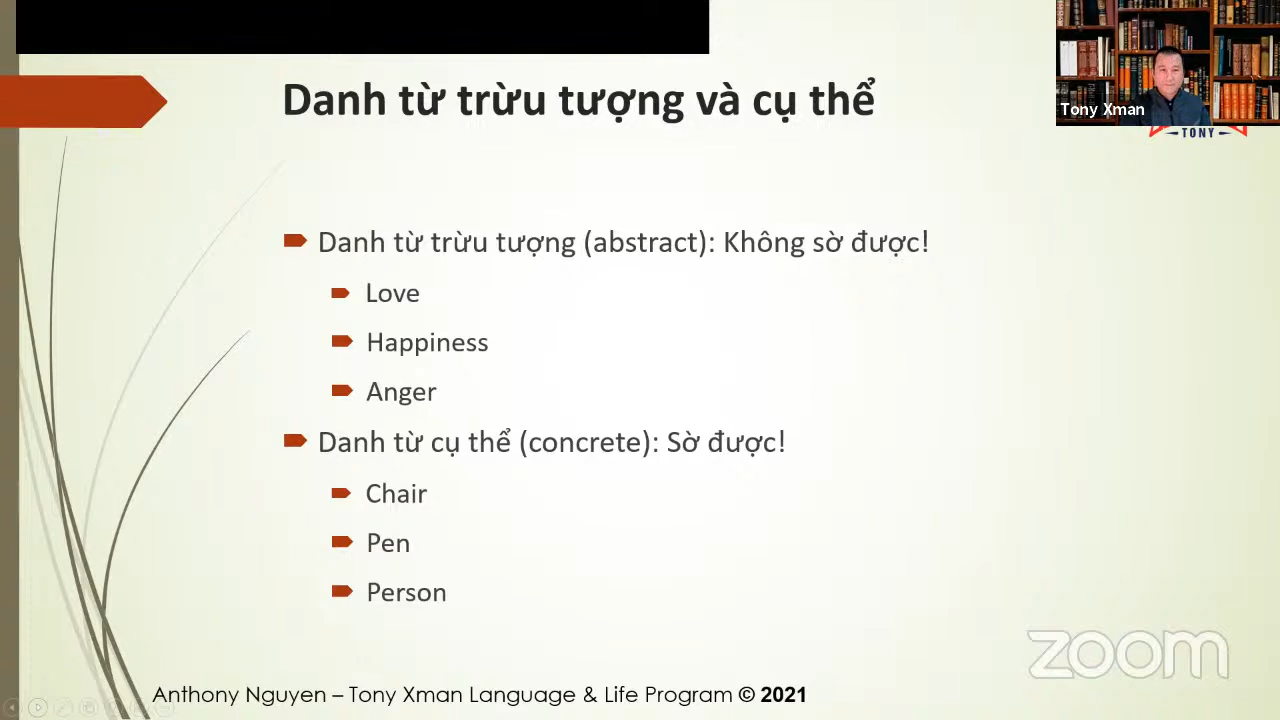 Danh từ trừu tượng và cụ thể
Tony Xman
TONY
Danh từ trừu tượng (abstract): Không sờ được!
Love
Happiness
Anger
Danh từ cụ thể (concrete): Sờ được!
Chair
Pen
Person
zoom
Anthony Nguyen – Tony Xman Language & Life Program © 2021